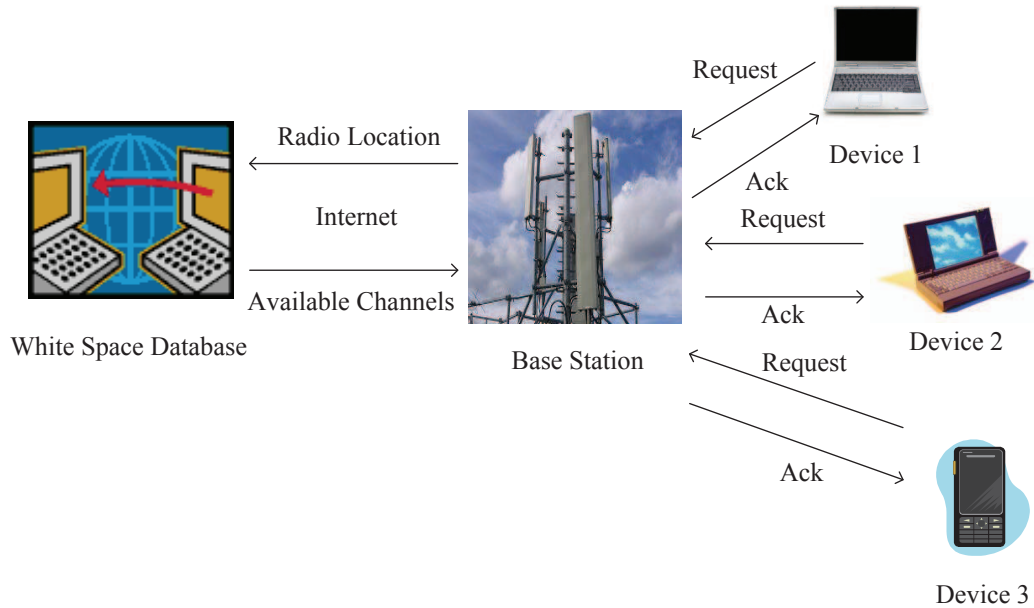 Request
Device 1
Radio Location
Ack
Request
Internet
Available Channels
Ack
Device 2
White Space Database
Base Station
Request
Ack
Device 3